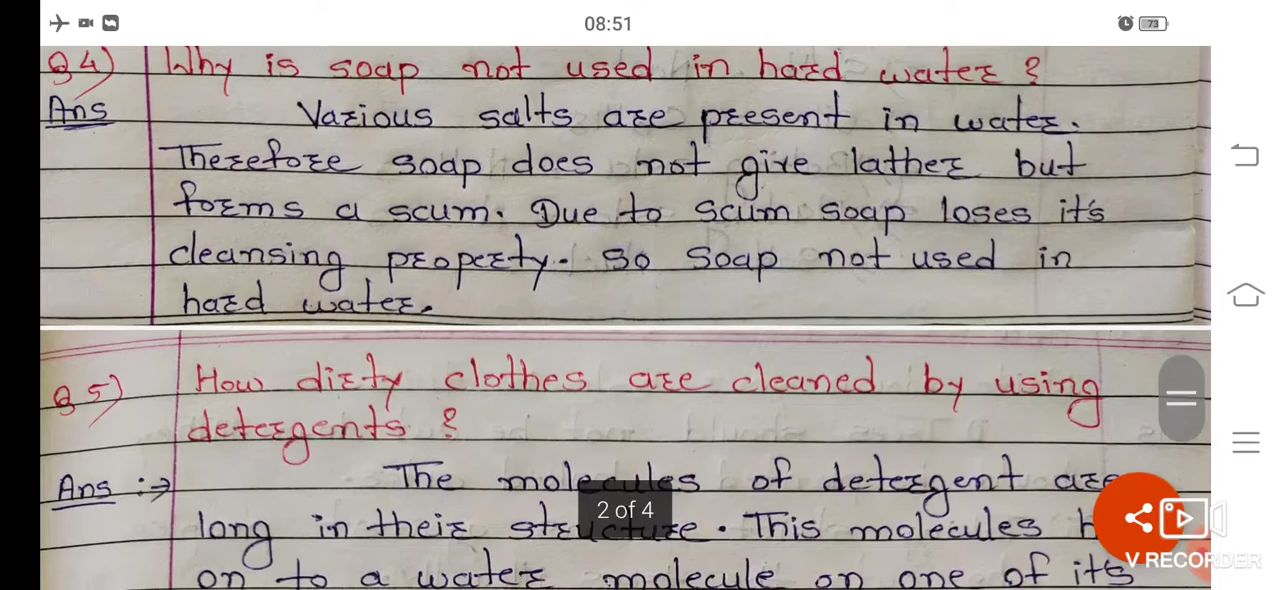 08:51
73
Q4) Why is soap not used in hard water ?
Ans Various salts are present in water.
Therefore soap does not give lather but
forms a scum. Due to scum soap loses it's
cleansing property. so soap not used in
hard water.
Q5) How dirty clothes are cleaned by using
detergents ?
Ans :→ The molecules of detergent are
long in their structure. This molecules h
on to a water molecule on one of it's
2 of 4
V RECORDER